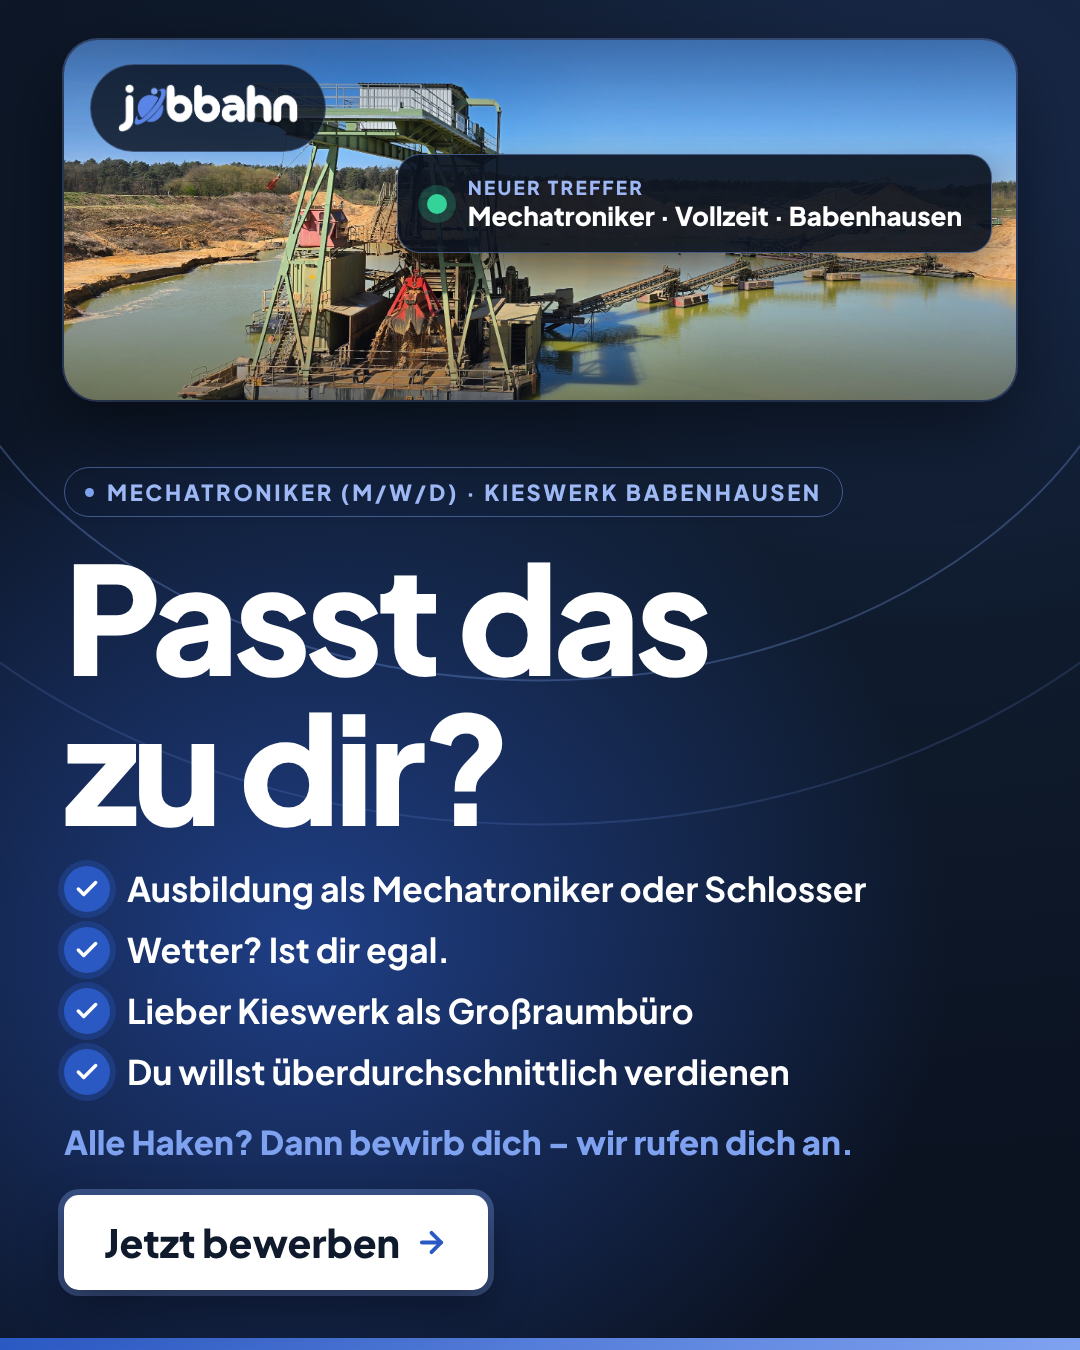 jobbahn
NEUER TREFFER
Mechatroniker · Vollzeit · Babenhausen
MECHATRONIKER (M/W/D) · KIESWERK BABENHAUSEN
Passt das
zu dir?
Ausbildung als Mechatroniker oder Schlosser
Wetter? Ist dir egal.
Lieber Kieswerk als Großraumbüro
Du willst überdurchschnittlich verdienen
Alle Haken? Dann bewirb dich – wir rufen dich an.
Jetzt bewerben →